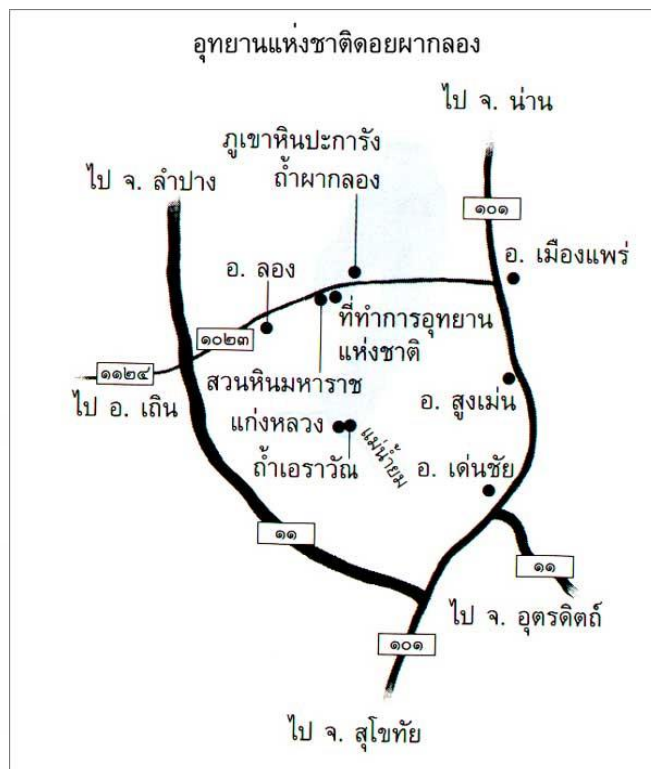 อุทยานแห่งชาติดอยผากลอง
ไป จ. น่าน
ภูเขาหินปะการัง
ถ้ำผากลอง
ไป จ. ลำปาง
๑๐๑
อ. เมืองแพร่
อ. ลอง
ที่ทำการอุทยาน
แห่งชาติ
๑๐๒๓
๑๑๒๔
ไป อ. เถิน
สวนหินมหาราช
อ. สูงเม่น
แก่งหลวง
ถ้ำเอราวัณ
แม่น้ำยม
อ. เด่นชัย
๑๑
๑๑
ไป จ. อุตรดิตถ์
๑๐๑
ไป จ. สุโขทัย